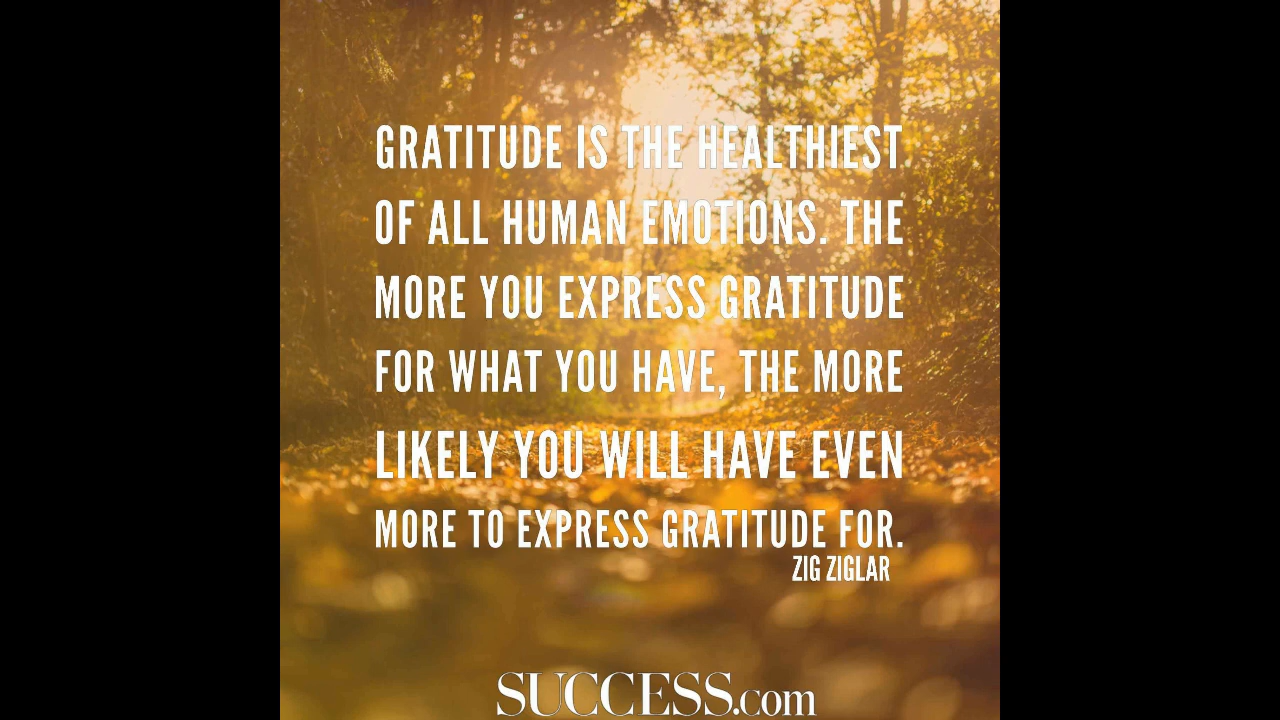 GRATITUDE IS THE HEALTHIEST
OF ALL HUMAN EMOTIONS. THE
MORE YOU EXPRESS GRATITUDE
FOR WHAT YOU HAVE, THE MORE
LIKELY YOU WILL HAVE EVEN
MORE TO EXPRESS GRATITUDE FOR.
ZIG ZIGLAR
SUCCESS.com